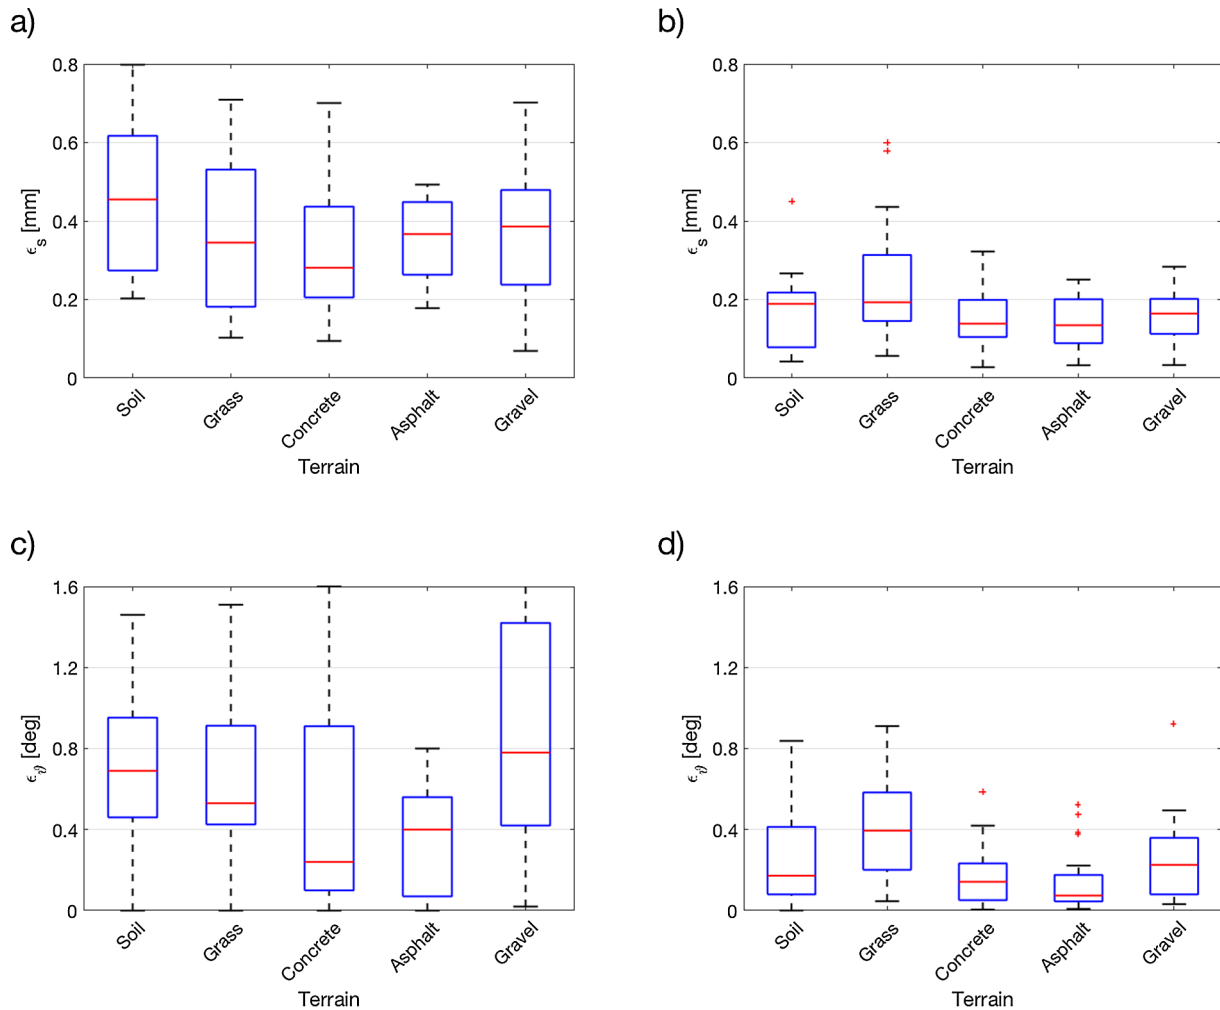 a)
0.8
0.6
0.4
0.2
0
ϵs [mm]
Soil
Grass
Concrete
Asphalt
Gravel
Terrain
b)
0.8
0.6
0.4
0.2
0
ϵs [mm]
Soil
Grass
Concrete
Asphalt
Gravel
Terrain
c)
1.6
1.2
0.8
0.4
0
ϵϑ [deg]
Soil
Grass
Concrete
Asphalt
Gravel
Terrain
d)
1.6
1.2
0.8
0.4
0
ϵϑ [deg]
Soil
Grass
Concrete
Asphalt
Gravel
Terrain